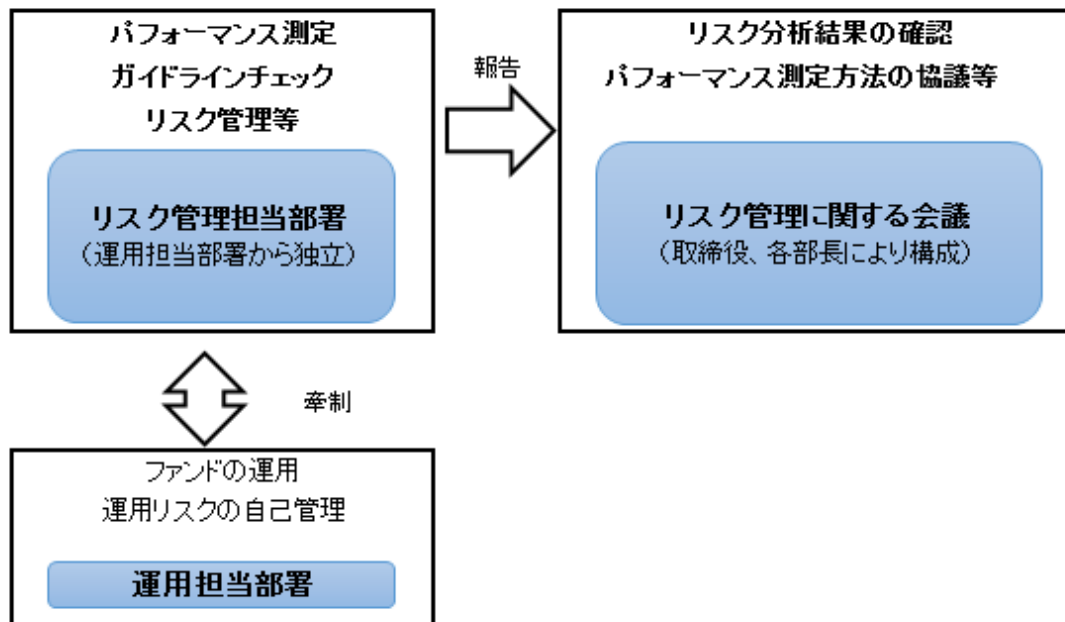 パフォーマンス測定
ガイドラインチェック
リスク管理等
リスク管理担当部署
（運用担当部署から独立）
報告
リスク分析結果の確認
パフォーマンス測定方法の協議等
リスク管理に関する会議
（取締役、各部長により構成）
牽制
ファンドの運用
運用リスクの自己管理
運用担当部署